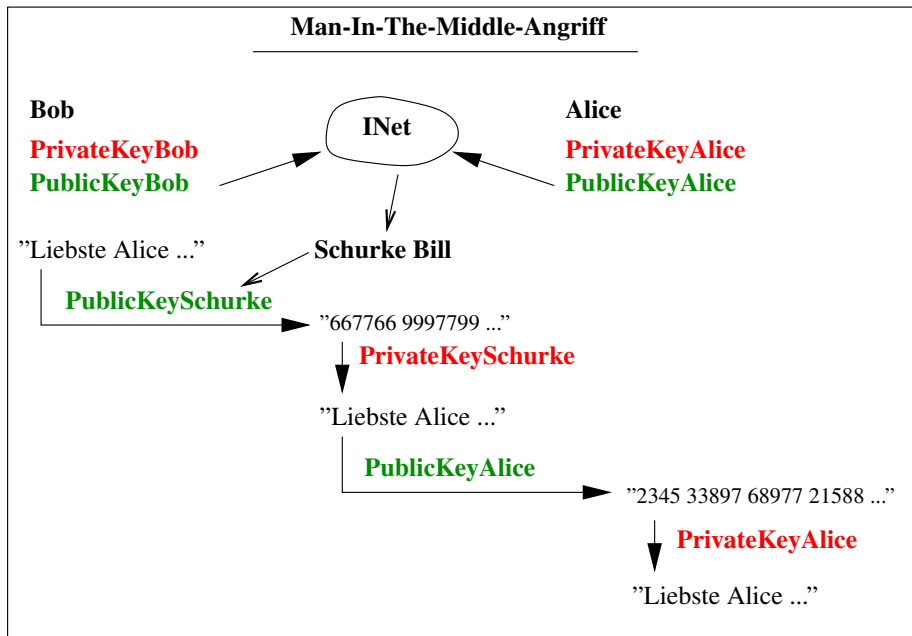 Man-In-The-Middle-Angriff
Bob
INet
Alice
PrivateKeyBob
PrivateKeyAlice
PublicKeyBob
PublicKeyAlice
”Liebste Alice ...”
Schurke Bill
PublicKeySchurke
”667766 9997799 ...”
PrivateKeySchurke
”Liebste Alice ...”
PublicKeyAlice
”2345 33897 68977 21588 ...”
PrivateKeyAlice
”Liebste Alice ...”